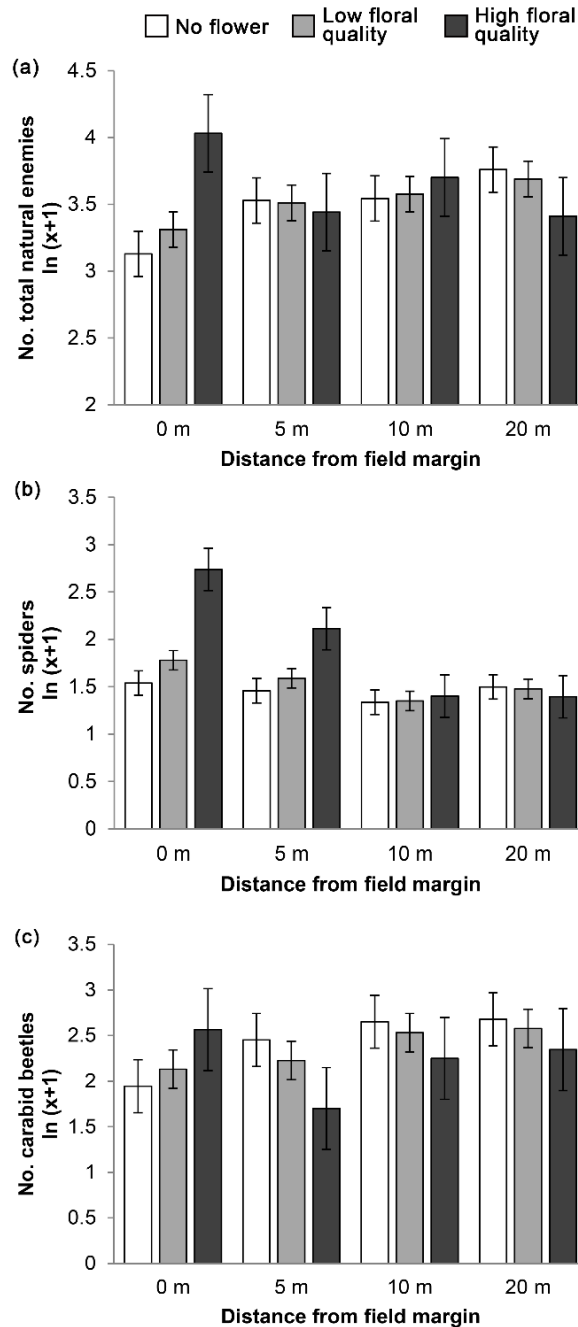 No flower
Low floral
quality
High floral
quality
(a)
No. total natural enemies
ln (x+1)
4.5
4
3.5
3
2.5
2
0 m
5 m
10 m
20 m
Distance from field margin
(b)
No. spiders
ln (x+1)
3.5
3
2.5
2
1.5
1
0.5
0
0 m
5 m
10 m
20 m
Distance from field margin
(c)
No. carabid beetles
ln (x+1)
3.5
3
2.5
2
1.5
1
0.5
0
0 m
5 m
10 m
20 m
Distance from field margin